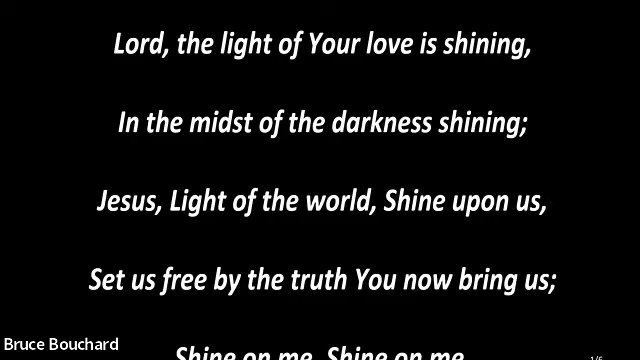 Lord, the light of Your love is shining,
In the midst of the darkness shining;
Jesus, Light of the world, Shine upon us,
Set us free by the truth You now bring us;
Shine on me, Shine on me
Bruce Bouchard
1/6